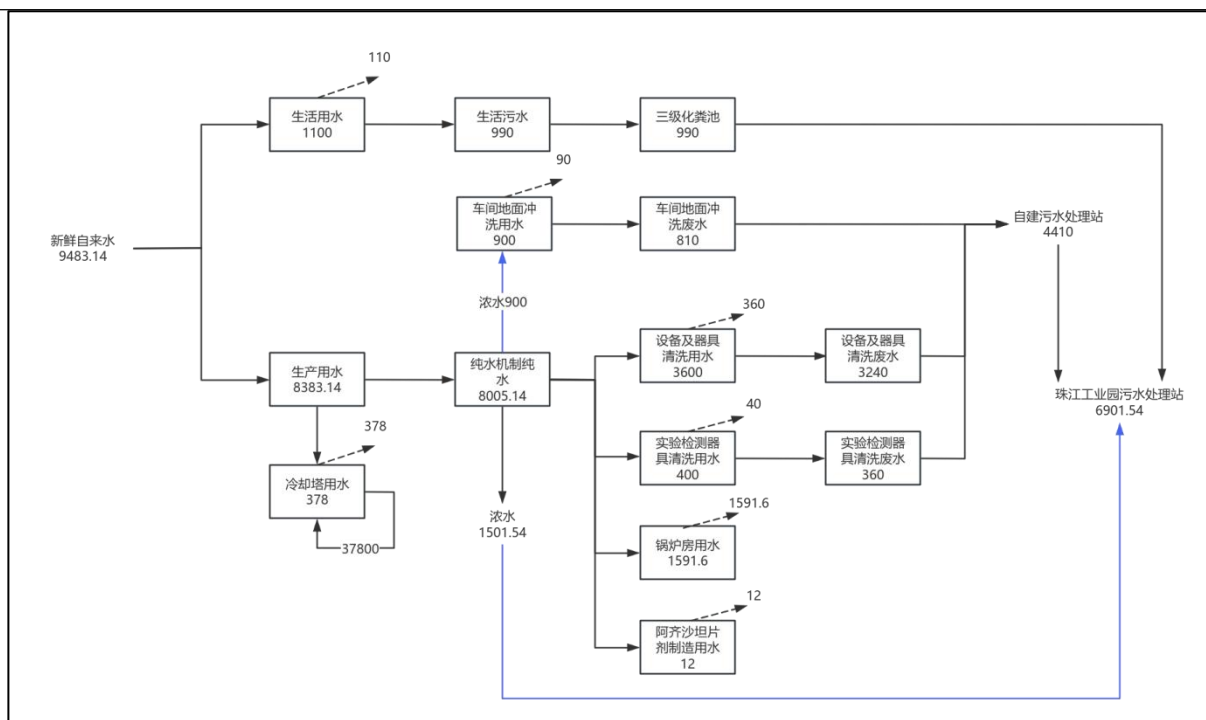 110
生活用水
1100
生活污水
990
三级化粪池
990
90
车间地面冲
洗用水
900
车间地面冲
洗废水
810
自建污水处理站
4410
新鲜自来水
9483.14
浓水900
360
设备及器具
清洗用水
3600
设备及器具
清洗废水
3240
生产用水
8383.14
纯水机制纯
水
8005.14
珠江工业园污水处理站
6901.54
378
40
实验检测器
具清洗用水
400
实验检测器
具清洗废水
360
冷却塔用水
378
37800
浓水
1501.54
1591.6
锅炉房用水
1591.6
12
阿齐沙坦片
剂制造用水
12